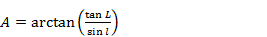 A = arctan(tan L / sin l)